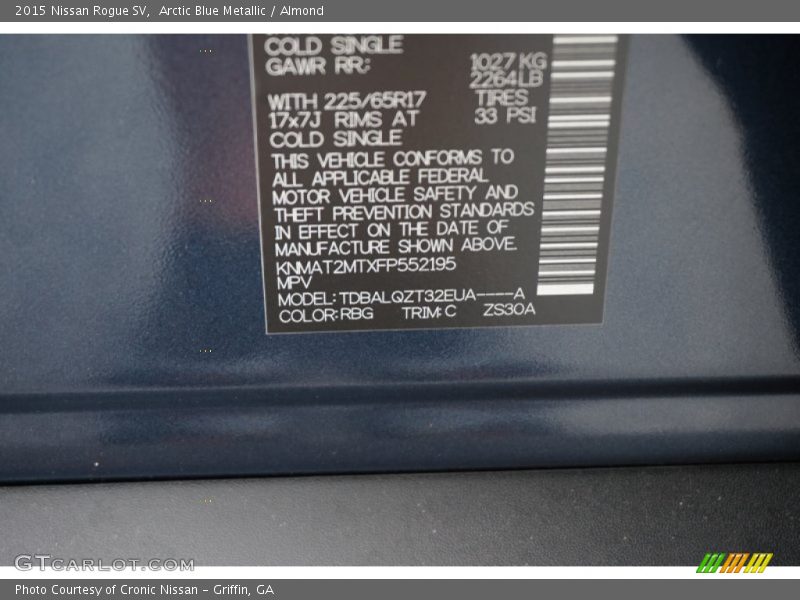 2015 Nissan Rogue SV, Arctic Blue Metallic / Almond
COLD SINGLE
GAWR RR: 1027 KG
2264 LB
WITH 225/65R17 TIRES
17x7J RIMS AT 33 PSI
COLD SINGLE
THIS VEHICLE CONFORMS TO
ALL APPLICABLE FEDERAL
MOTOR VEHICLE SAFETY AND
THEFT PREVENTION STANDARDS
IN EFFECT ON THE DATE OF
MANUFACTURE SHOWN ABOVE.
KNMAT2MTXFP552195
MPV
MODEL: TDBALQZT32EUA----A
COLOR: RBG TRIM: C ZS30A
GTCARLOT.COM
Photo Courtesy of Cronic Nissan - Griffin, GA